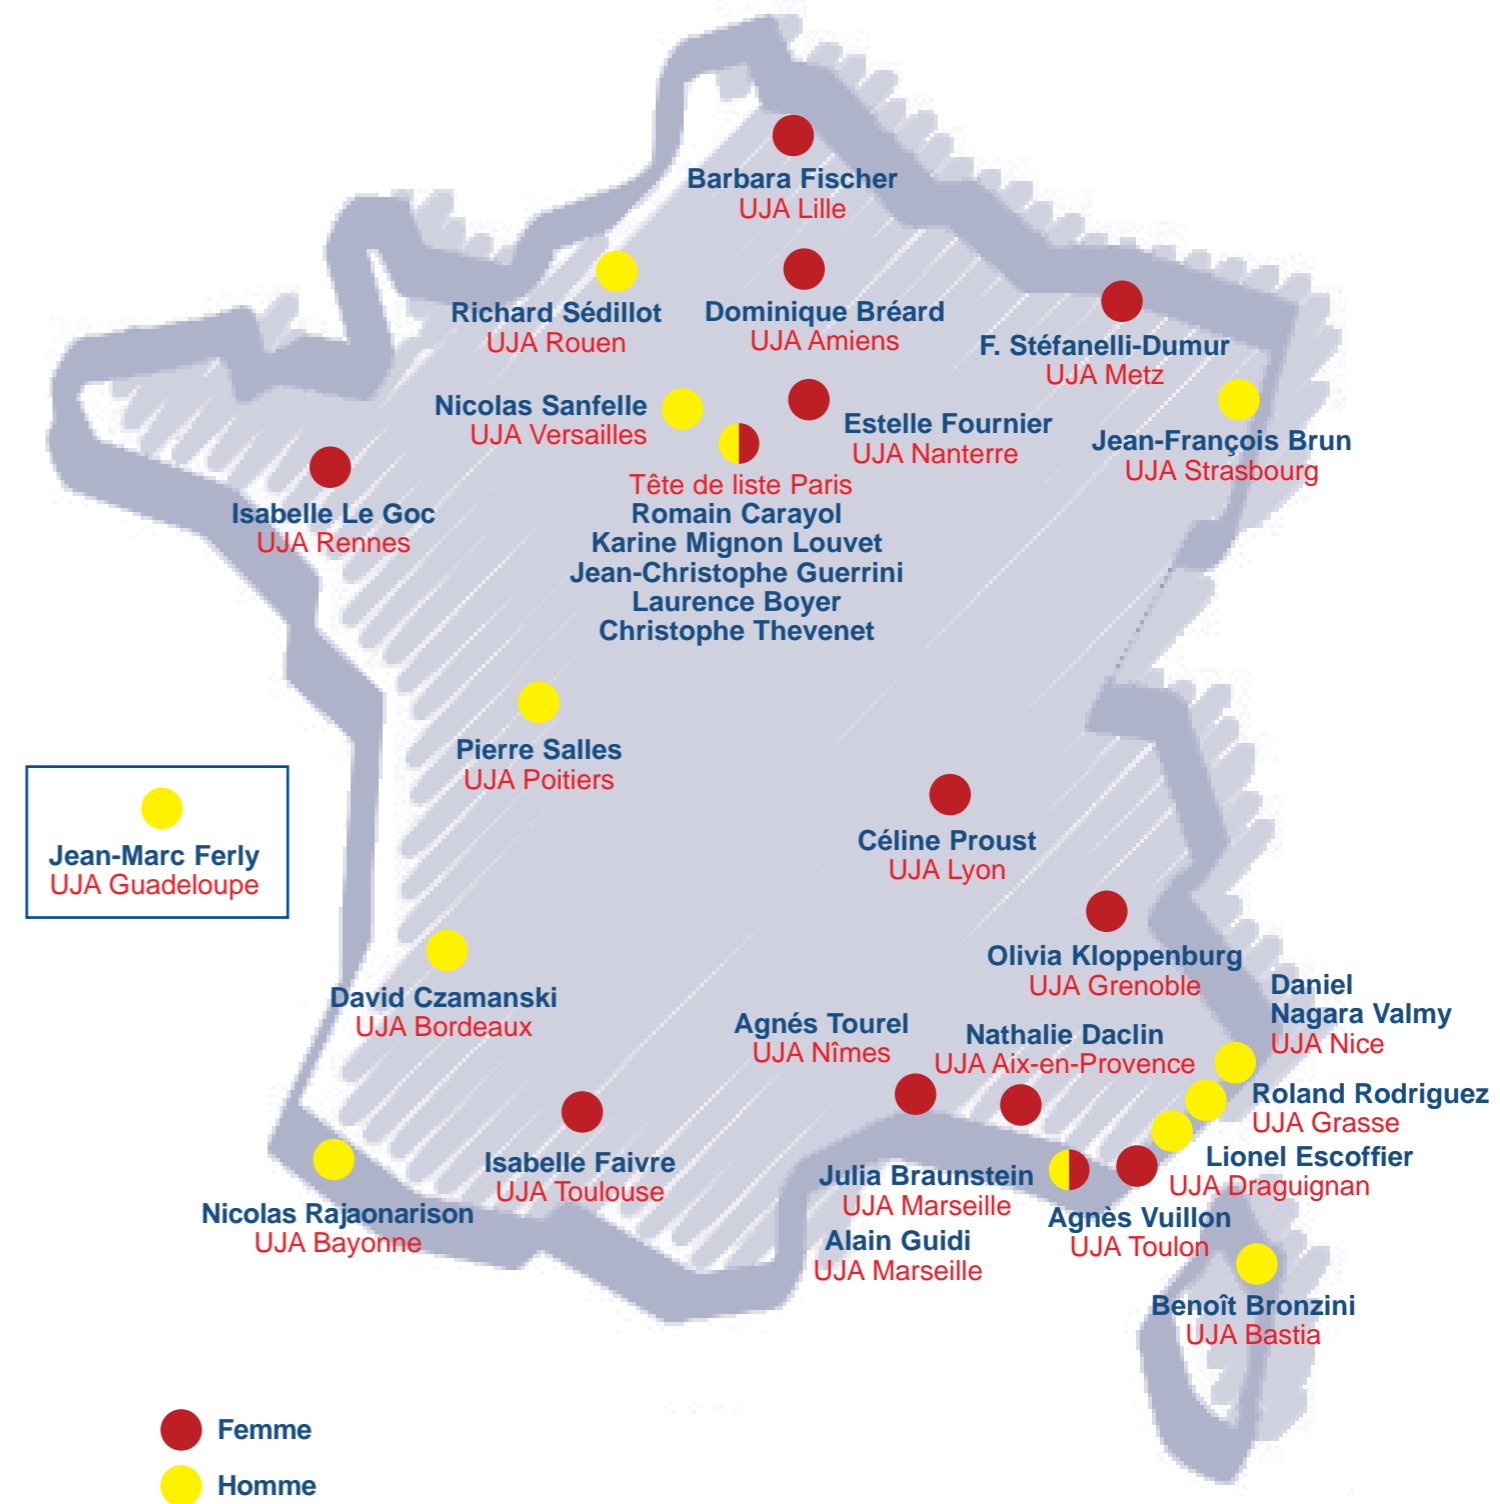 Barbara Fischer
UJA Lille
Richard Sédillot
UJA Rouen
Dominique Bréard
UJA Amiens
F. Stéfanelli-Dumur
UJA Metz
Nicolas Sanfelle
UJA Versailles
Estelle Fournier
UJA Nanterre
Jean-François Brun
UJA Strasbourg
Isabelle Le Goc
UJA Rennes
Tête de liste Paris
Romain Carayol
Karine Mignon Louvet
Jean-Christophe Guerrini
Laurence Boyer
Christophe Thevenet
Pierre Salles
UJA Poitiers
Jean-Marc Ferly
UJA Guadeloupe
Céline Proust
UJA Lyon
David Czamanski
UJA Bordeaux
Olivia Kloppenburg
UJA Grenoble
Daniel
Nagara Valmy
UJA Nice
Agnés Tourel
UJA Nîmes
Nathalie Daclin
UJA Aix-en-Provence
Roland Rodriguez
UJA Grasse
Lionel Escoffier
UJA Draguignan
Isabelle Faivre
UJA Toulouse
Julia Braunstein
UJA Marseille
Alain Guidi
UJA Marseille
Agnès Vuillon
UJA Toulon
Nicolas Rajaonarison
UJA Bayonne
Benoît Bronzini
UJA Bastia
Femme
Homme